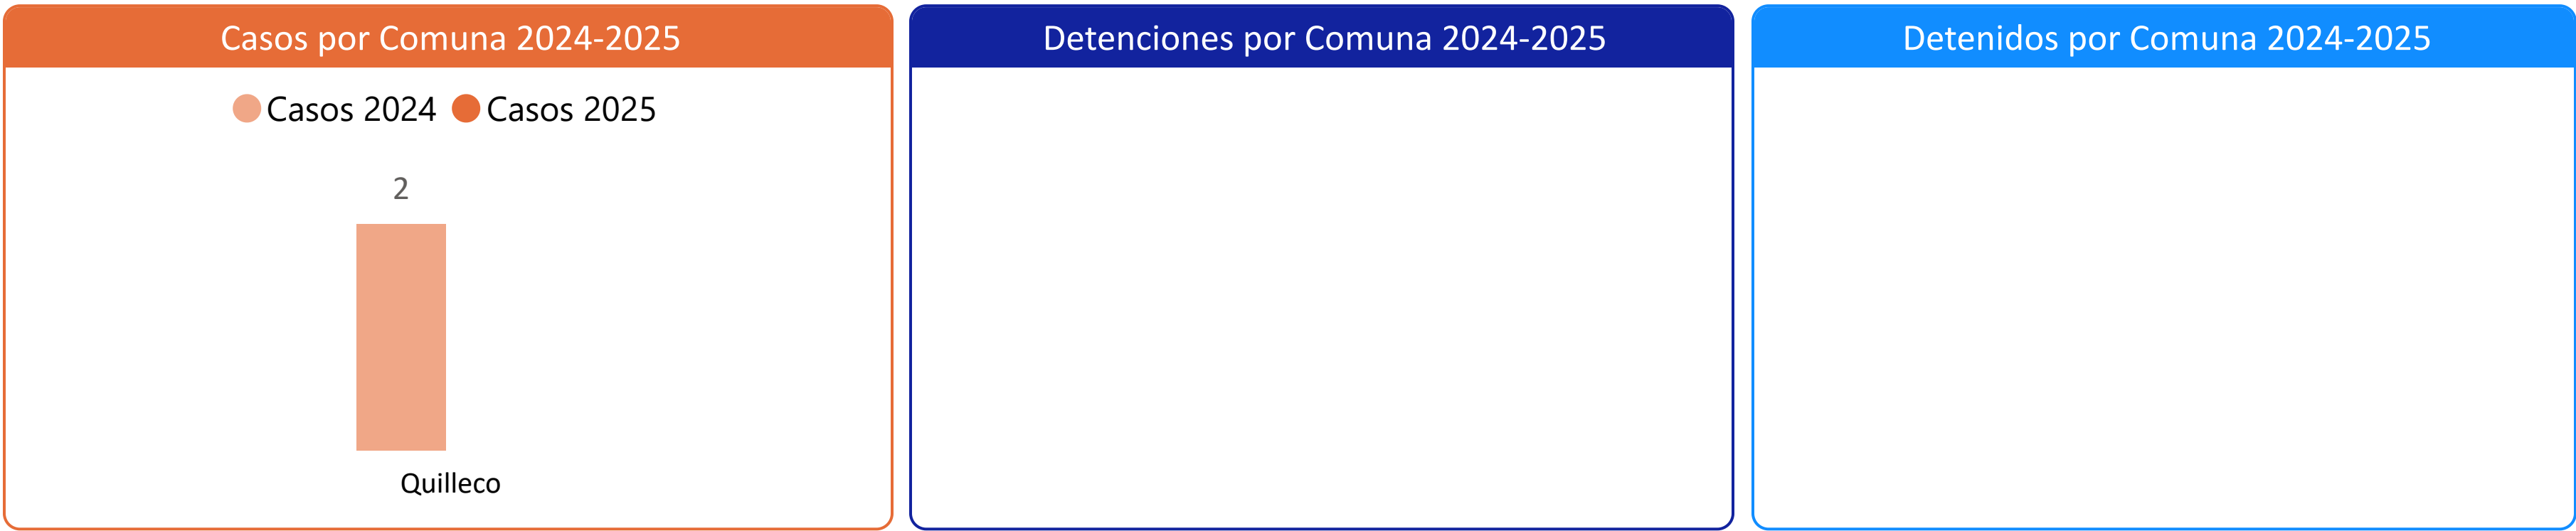 Casos por Comuna 2024-2025
Casos 2024 Casos 2025
2
Quilleco
Detenciones por Comuna 2024-2025
Detenidos por Comuna 2024-2025